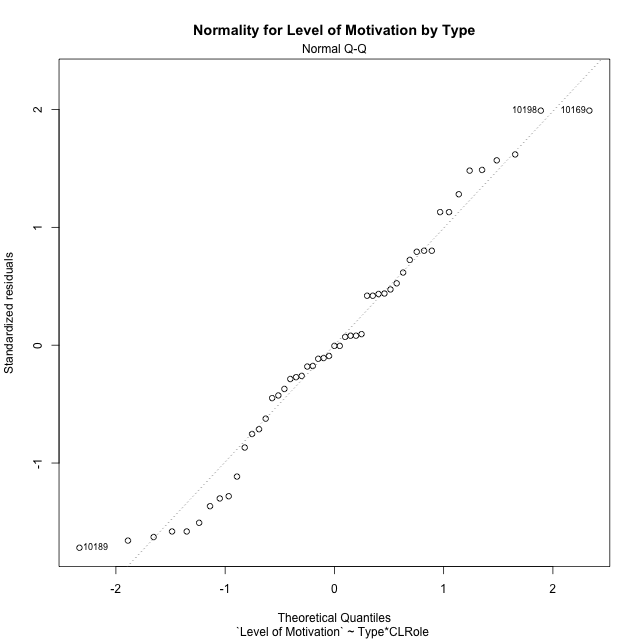 Normality for Level of Motivation by Type
Normal Q-Q
2
1
0
-1
Standardized residuals
10198
10169
10189
-2
-1
0
1
2
Theoretical Quantiles
`Level of Motivation` ~ Type*CLRole